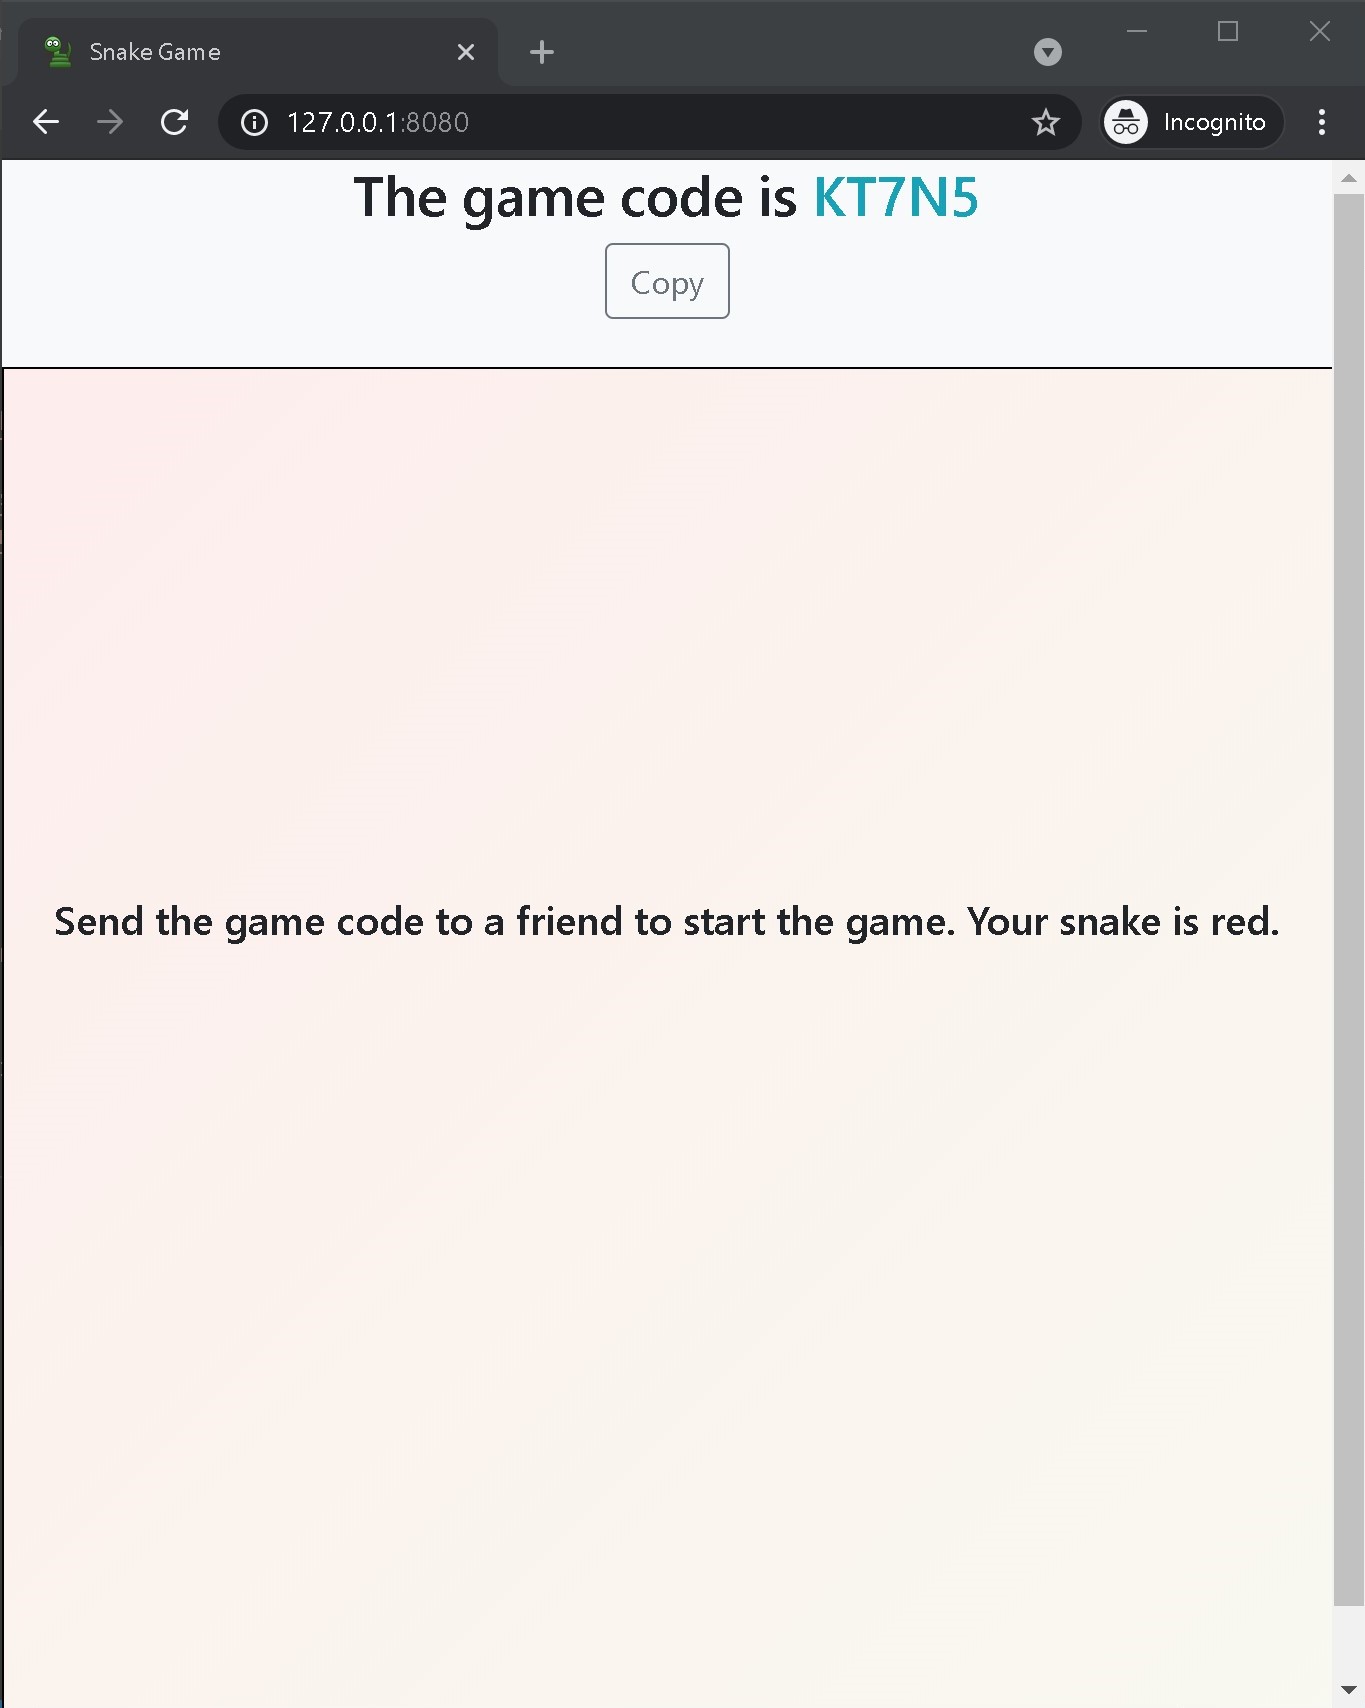 Snake Game
127.0.0.1:8080
Incognito
The game code is KT7N5
Copy
Send the game code to a friend to start the game. Your snake is red.